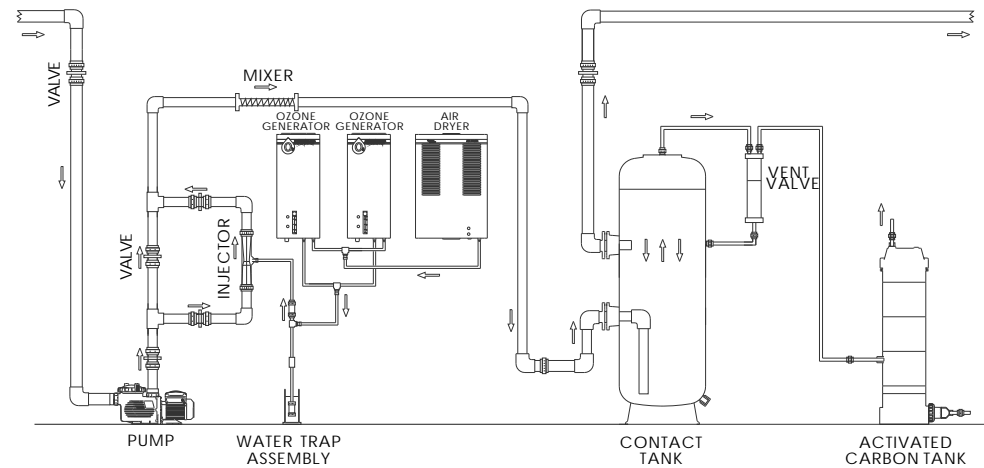 VALVE
MIXER
OZONE
GENERATOR
OZONE
GENERATOR
AIR
DRYER
VENT
VALVE
VALVE
INJECTOR
PUMP
WATER TRAP
ASSEMBLY
CONTACT
TANK
ACTIVATED
CARBON TANK